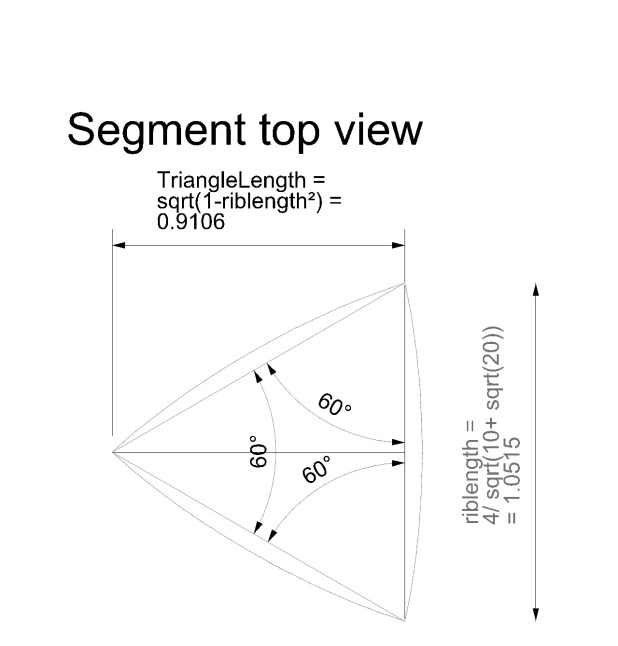 Segment top view
TriangleLength =
sqrt(1-riblength²) =
0.9106
60°
60°
60°
riblength =
4/ sqrt(10+ sqrt(20))
= 1.0515